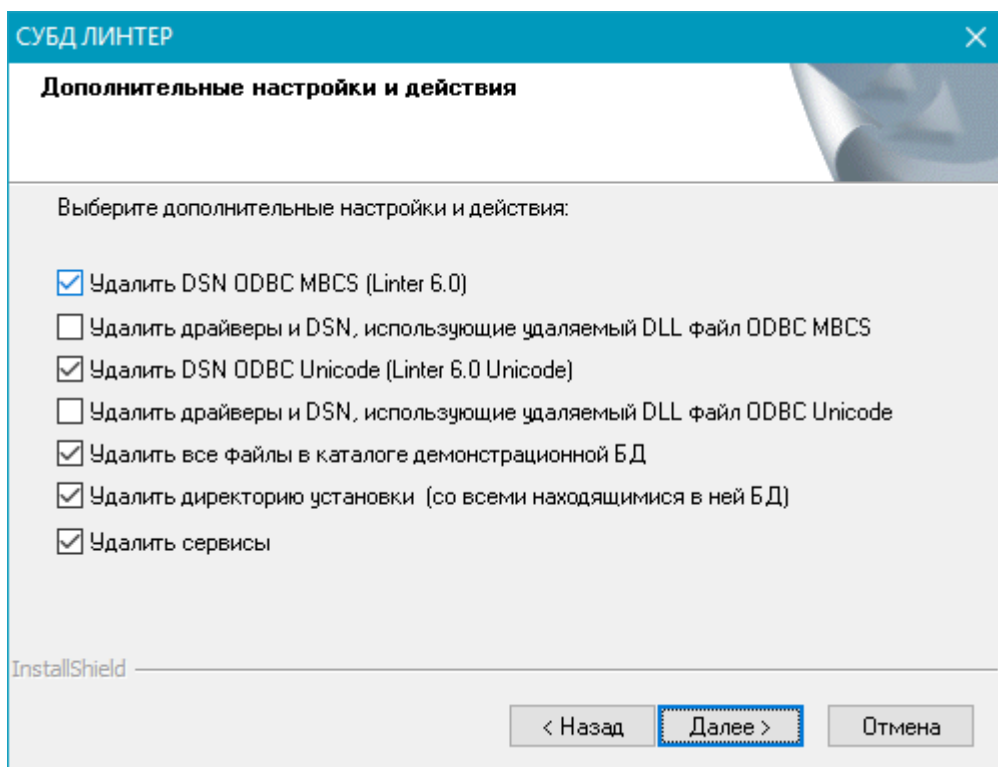 СУБД ЛИНТЕР
Дополнительные настройки и действия
Выберите дополнительные настройки и действия:
Удалить DSN ODBC MBCS (Linter 6.0)
Удалить драйверы и DSN, использующие удаляемый DLL файл ODBC MBCS
Удалить DSN ODBC Unicode (Linter 6.0 Unicode)
Удалить драйверы и DSN, использующие удаляемый DLL файл ODBC Unicode
Удалить все файлы в каталоге демонстрационной БД
Удалить директорию установки (со всеми находящимися в ней БД)
Удалить сервисы
InstallShield
< Назад Далее > Отмена